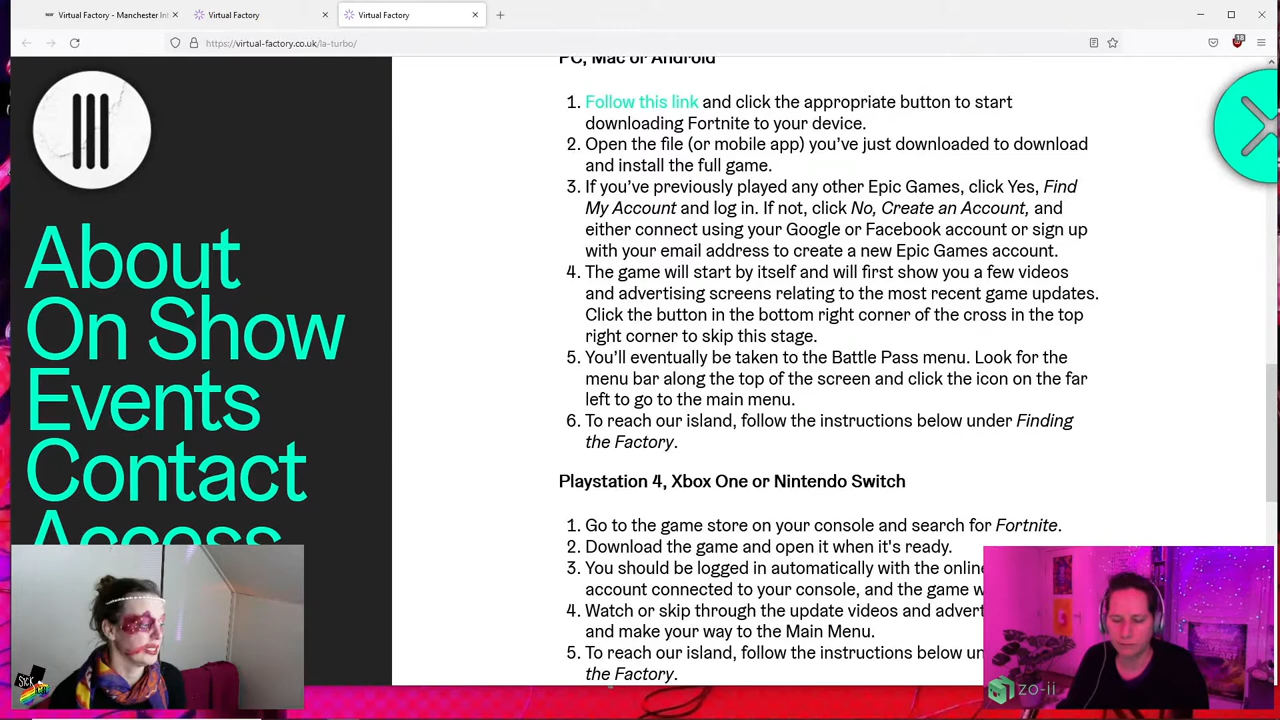 Virtual Factory - Manchester Int
Virtual Factory
Virtual Factory
https://virtual-factory.co.uk/la-turbo/
PC, Mac or Android
1. Follow this link and click the appropriate button to start
downloading Fortnite to your device.
2. Open the file (or mobile app) you've just downloaded to download
and install the full game.
3. If you've previously played any other Epic Games, click Yes, Find
My Account and log in. If not, click No, Create an Account, and
either connect using your Google or Facebook account or sign up
with your email address to create a new Epic Games account.
4. The game will start by itself and will first show you a few videos
and advertising screens relating to the most recent game updates.
Click the button in the bottom right corner of the cross in the top
right corner to skip this stage.
5. You'll eventually be taken to the Battle Pass menu. Look for the
menu bar along the top of the screen and click the icon on the far
left to go to the main menu.
6. To reach our island, follow the instructions below under Finding
the Factory.
Playstation 4, Xbox One or Nintendo Switch
1. Go to the game store on your console and search for Fortnite.
2. Download the game and open it when it's ready.
3. You should be logged in automatically with the online
account connected to your console, and the game w
4. Watch or skip through the update videos and advert
and make your way to the Main Menu.
5. To reach our island, follow the instructions below un
the Factory.
About
On Show
Events
Contact
Access
SICK
zo-ii